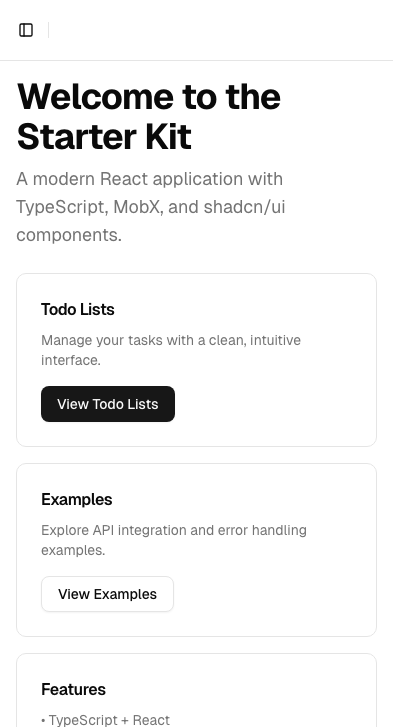 Welcome to the
Starter Kit
A modern React application with
TypeScript, MobX, and shadcn/ui
components.
Todo Lists
Manage your tasks with a clean, intuitive
interface.
View Todo Lists
Examples
Explore API integration and error handling
examples.
View Examples
Features
• TypeScript + React